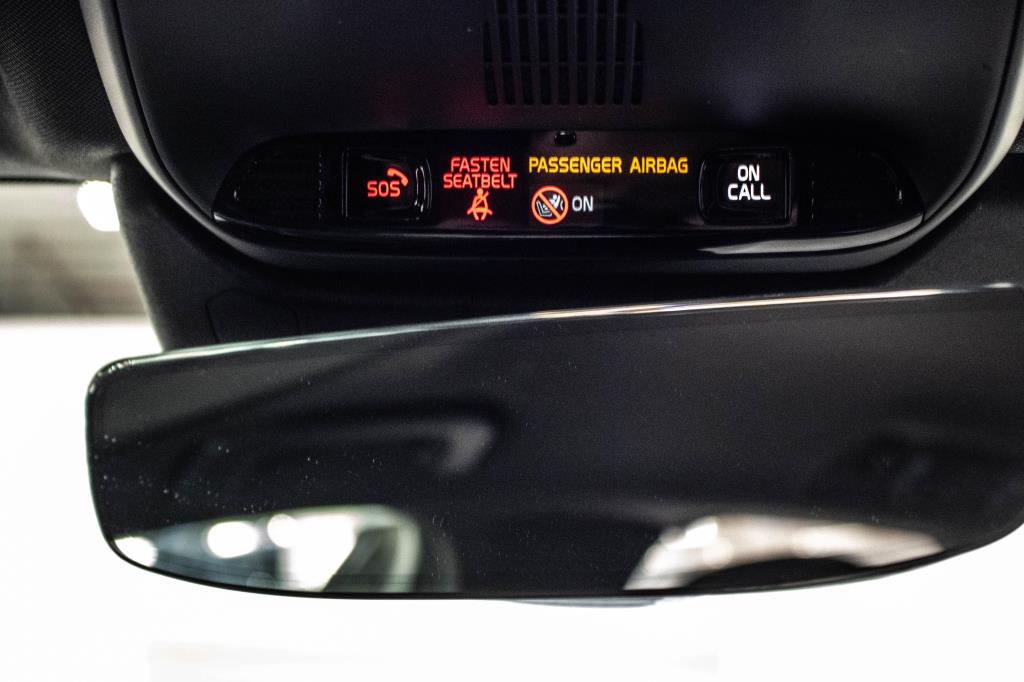 SOS
FASTEN
SEATBELT
PASSENGER AIRBAG
ON
ON
CALL